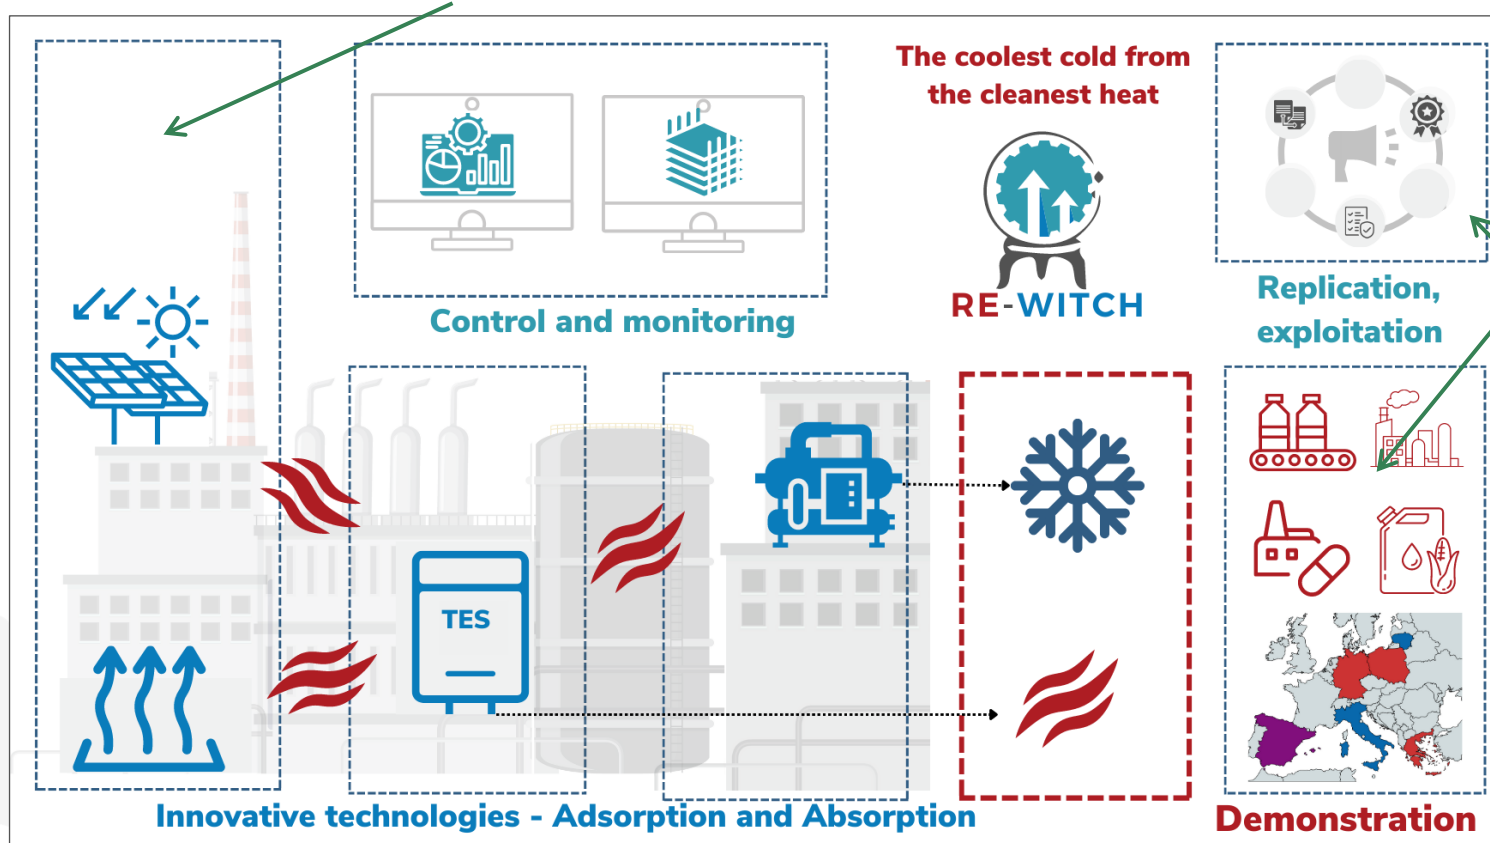 The coolest cold from
the cleanest heat
RE-WITCH
Control and monitoring
Replication,
exploitation
TES
Innovative technologies - Adsorption and Absorption
Demonstration